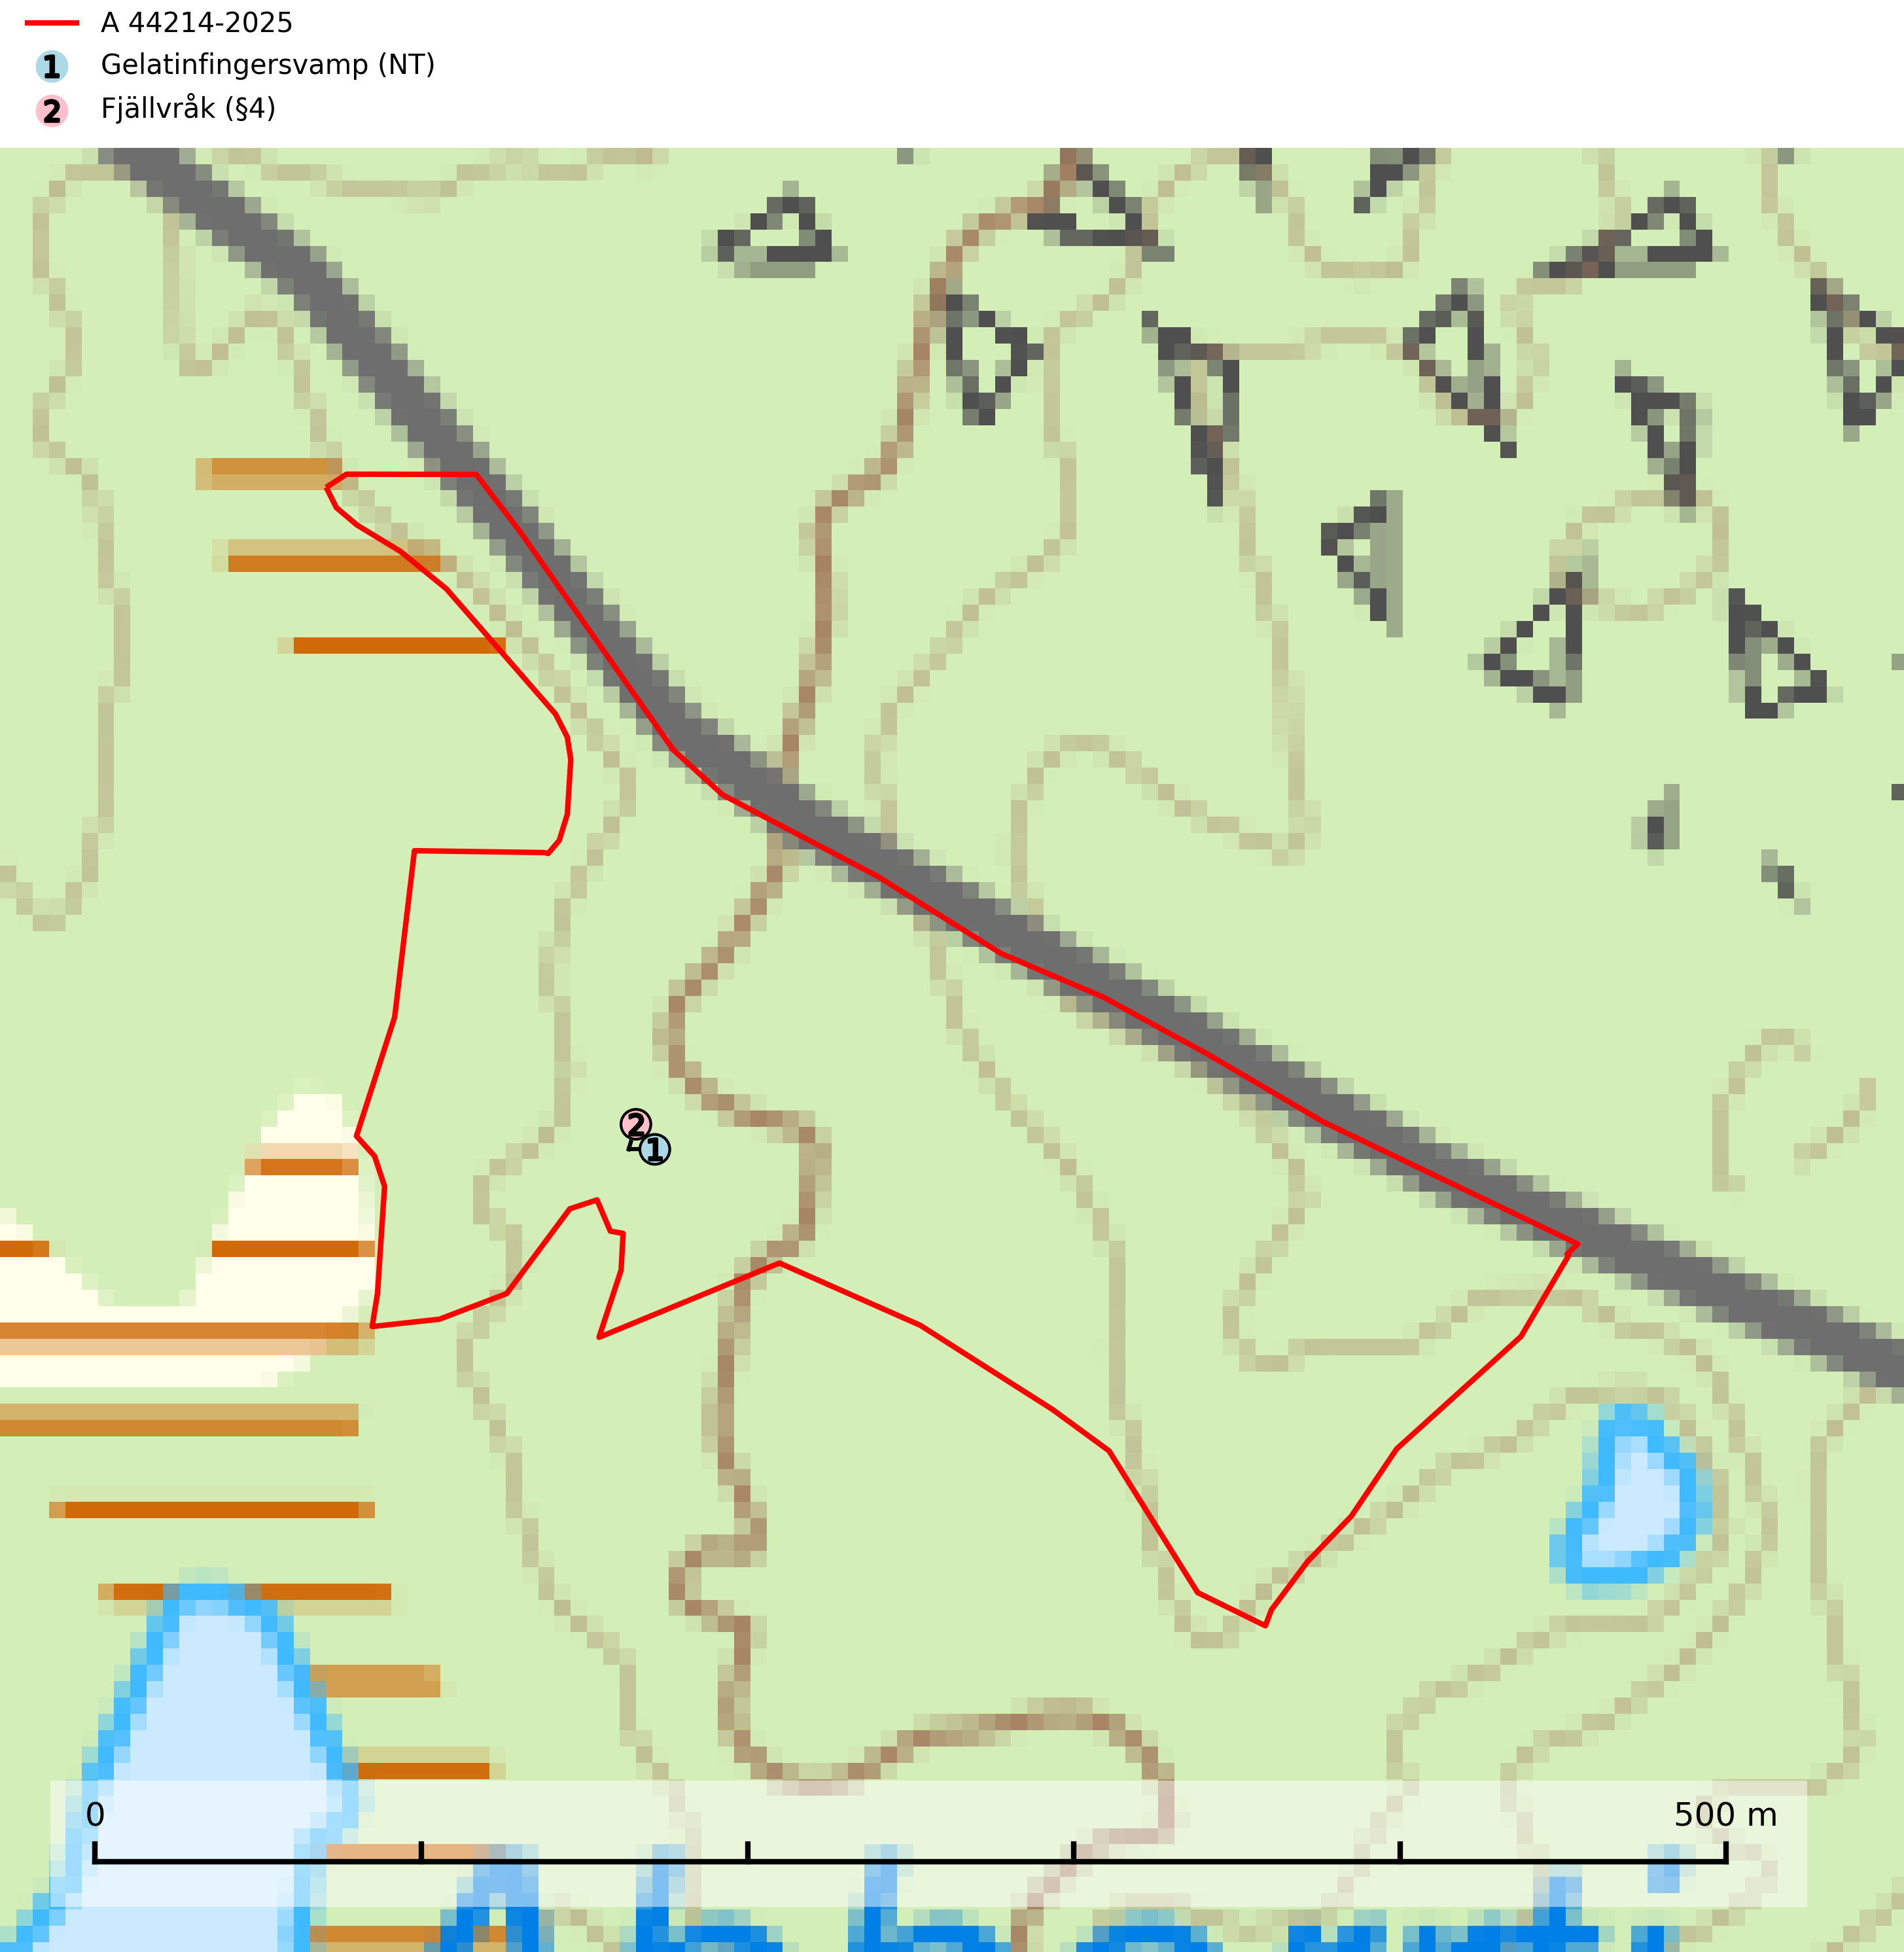 A 44214-2025
1 Gelatinfingersvamp (NT)
2 Fjällvråk (§4)
2
1
0 500 m